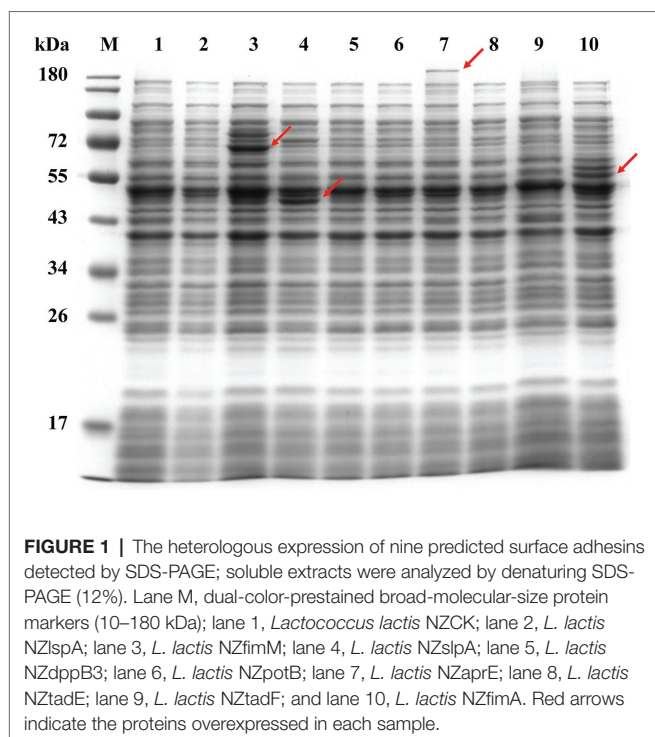 kDa M 1 2 3 4 5 6 7 8 9 10
180
72
55
43
34
26
17
FIGURE 1 | The heterologous expression of nine predicted surface adhesins
detected by SDS-PAGE; soluble extracts were analyzed by denaturing SDS-
PAGE (12%). Lane M, dual-color-prestained broad-molecular-size protein
markers (10–180 kDa); lane 1, Lactococcus lactis NZCK; lane 2, L. lactis
NZlspA; lane 3, L. lactis NZfimM; lane 4, L. lactis NZslpA; lane 5, L. lactis
NZdppB3; lane 6, L. lactis NZpotB; lane 7, L. lactis NZaprE; lane 8, L. lactis
NZtadE; lane 9, L. lactis NZtadF; and lane 10, L. lactis NZfimA. Red arrows
indicate the proteins overexpressed in each sample.